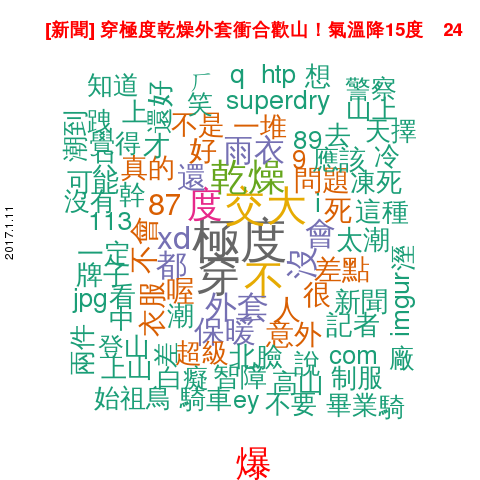 [新聞] 穿極度乾燥外套衝合歡山！氣溫降15度 24
知道 ㄏ q http 想 警察
跩 上 還好 笑 superdry 山上
潮到 覺得 才 不是 一堆 89 去 天擇
只 真的 好 雨衣 9 應該 冷
可能 還 乾燥 問題 凍死
沒有 幹 87 度 交大 i 死 這種
113 不會 xd 極度 會 太潮
一定 都 穿 不 沒 差點 溼
牌子
jpg 看 衣服 喔 外套 人 很 新聞 imgur
中 潮 保暖 意外 記者
兩件 登山 差 超級 北臉 說 com 廠
上山 白癡 智障 高山 制服
始祖鳥 騎車 ey 不要 畢業 騎
2017.1.11
爆